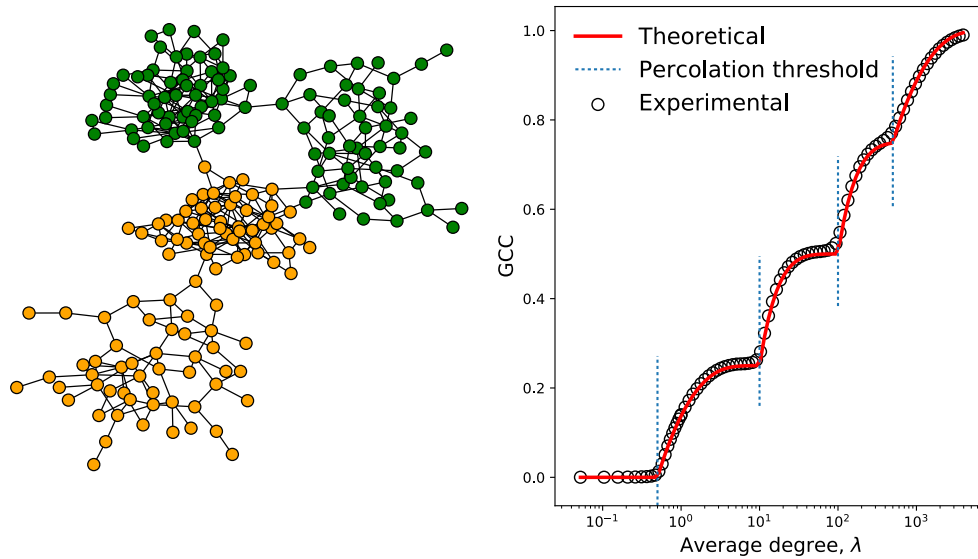 Theoretical
Percolation threshold
Experimental
GCC
1.0
0.8
0.6
0.4
0.2
0.0
10⁻¹ 10⁰ 10¹ 10² 10³
Average degree, λ